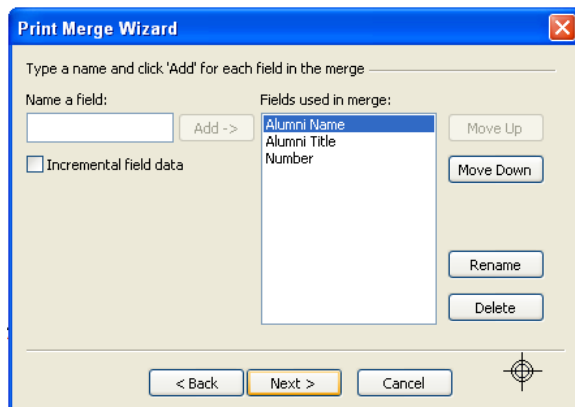 Print Merge Wizard
Type a name and click 'Add' for each field in the merge
Name a field:
Fields used in merge:
Add ->
Alumni Name
Alumni Title
Number
Move Up
Incremental field data
Move Down
Rename
Delete
< Back
Next >
Cancel